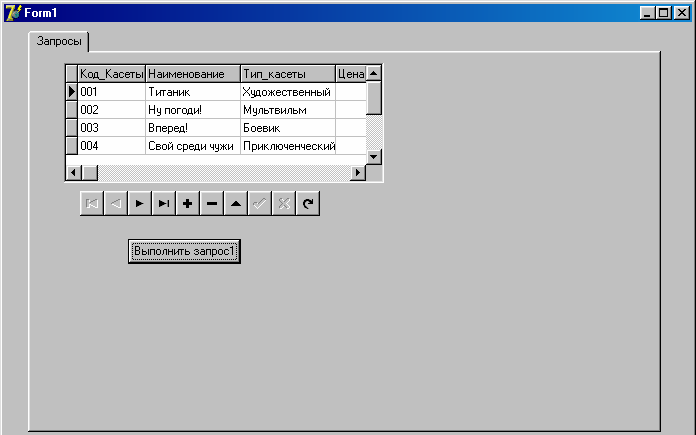 Form1
Запросы
Код_Касеты Наименование Тип_касеты Цена
001 Титаник Художественный
002 Ну погоди! Мультвильм
003 Вперед! Боевик
004 Свой среди чужи Приключенческий
Выполнить запрос1